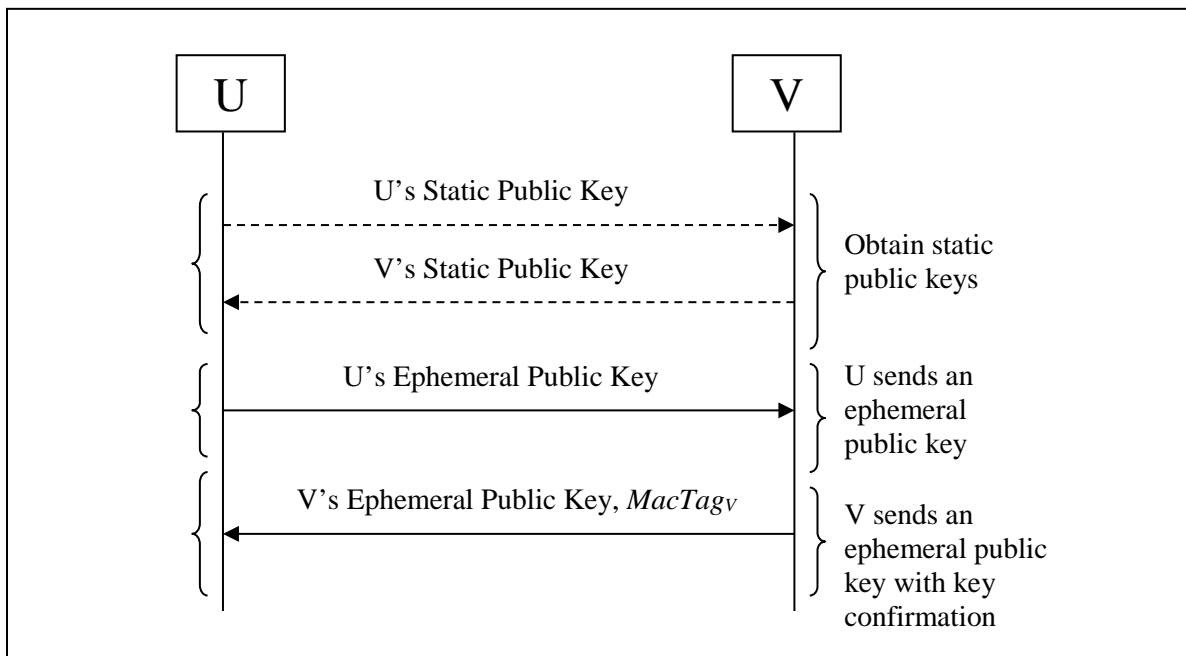 U
V
U’s Static Public Key
V’s Static Public Key
Obtain static
public keys
U’s Ephemeral Public Key
U sends an
ephemeral
public key
V’s Ephemeral Public Key, MacTagV
V sends an
ephemeral public
key with key
confirmation